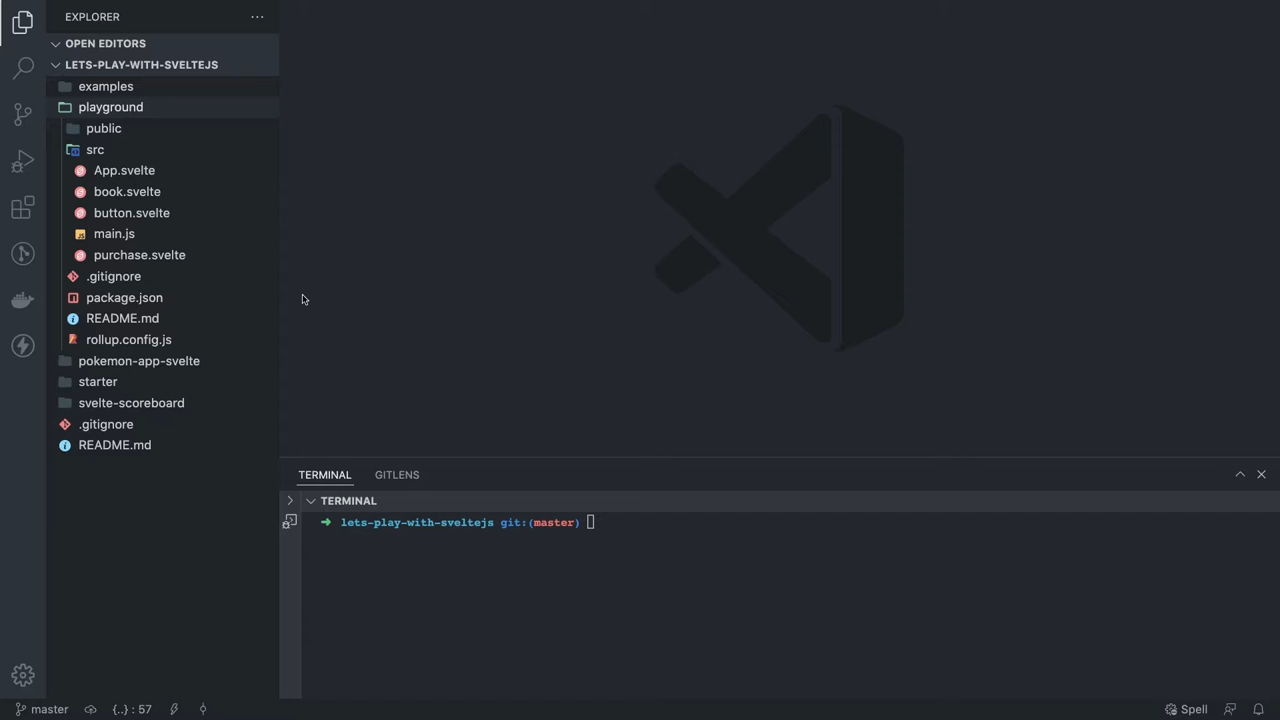 EXPLORER
OPEN EDITORS
LETS-PLAY-WITH-SVELTEJS
examples
playground
public
src
App.svelte
book.svelte
button.svelte
main.js
purchase.svelte
.gitignore
package.json
README.md
rollup.config.js
pokemon-app-svelte
starter
svelte-scoreboard
.gitignore
README.md
TERMINAL GITLENS
TERMINAL
→ lets-play-with-sveltejs git:(master)
master {..} : 57 Spell